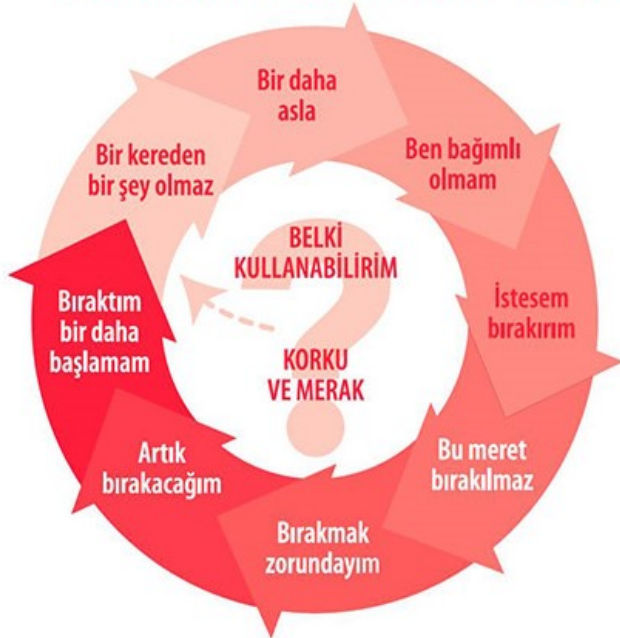 Bir daha
asla
Bir kereden
bir şey olmaz
Ben bağımlı
olmam
BELKİ
KULLANABİLİRİM
İstesem
bırakırım
Bıraktım
bir daha
başlamam
KORKU
VE MERAK
Artık
bırakacağım
Bu meret
bırakılmaz
Bırakmak
zorundayım